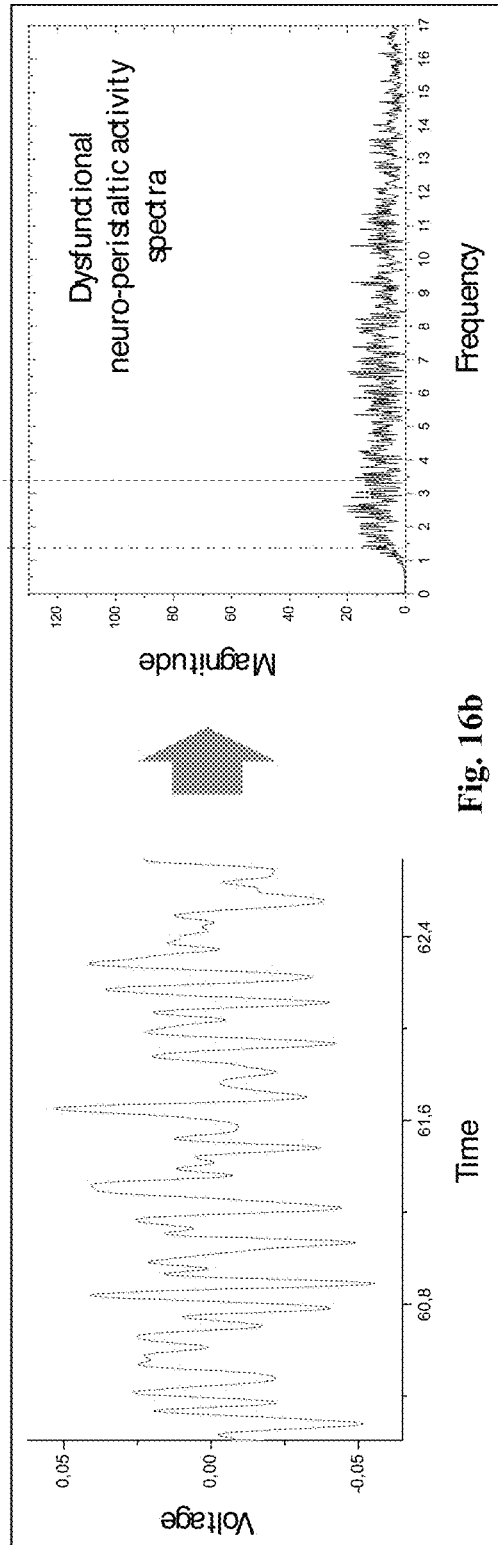 Voltage
0,05
0,00
-0,05
60,8
61,6
62,4
Time
Magnitude
120
100
80
60
40
20
0
Dysfunctional
neuro-peristaltic activity
spectra
0 1 2 3 4 5 6 7 8 9 10 11 12 13 14 15 16 17
Frequency
Fig. 16b